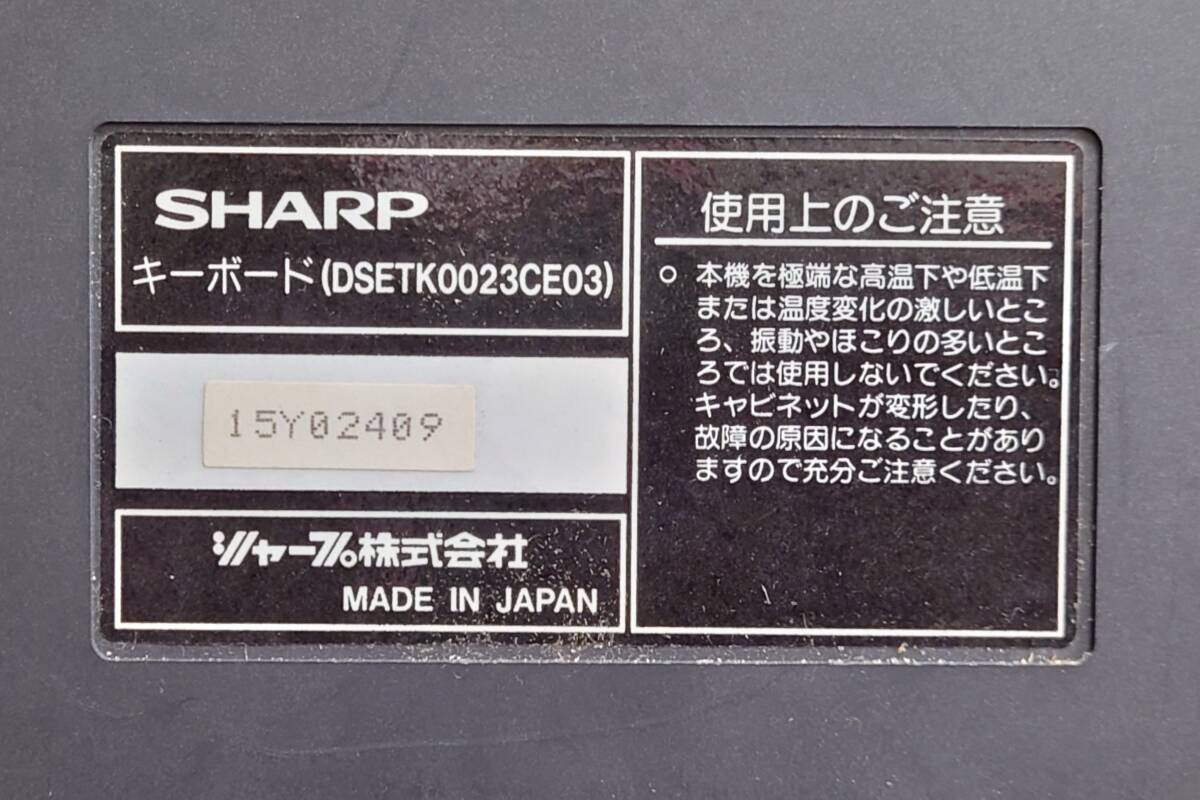 SHARP
キーボード(DSETK0023CE03)
15Y02409
シャープ株式会社
MADE IN JAPAN
使用上のご注意
○ 本機を極端な高温下や低温下
または温度変化の激しいとこ
ろ、振動やほこりの多いとこ
ろでは使用しないでください。
キャビネットが変形したり、
故障の原因になることがあり
ますので充分ご注意ください。